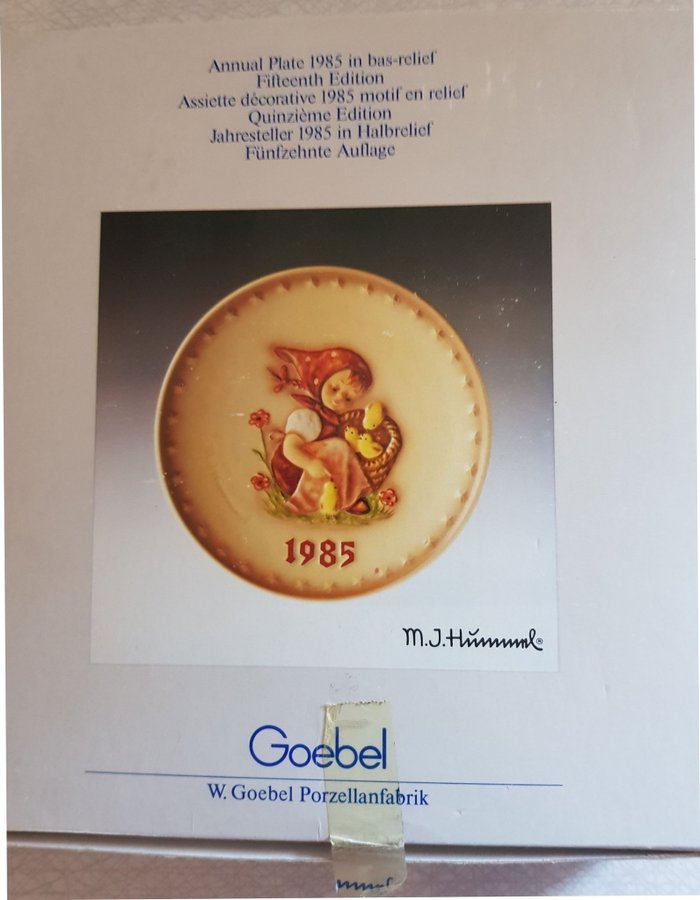 Annual Plate 1985 in bas-relief
Fifteenth Edition
Assiette décorative 1985 motif en relief
Quinzième Edition
Jahresteller 1985 in Halbrelief
Fünfzehnte Auflage
1985
M.J.Hummel®
Goebel
W. Goebel Porzellanfabrik